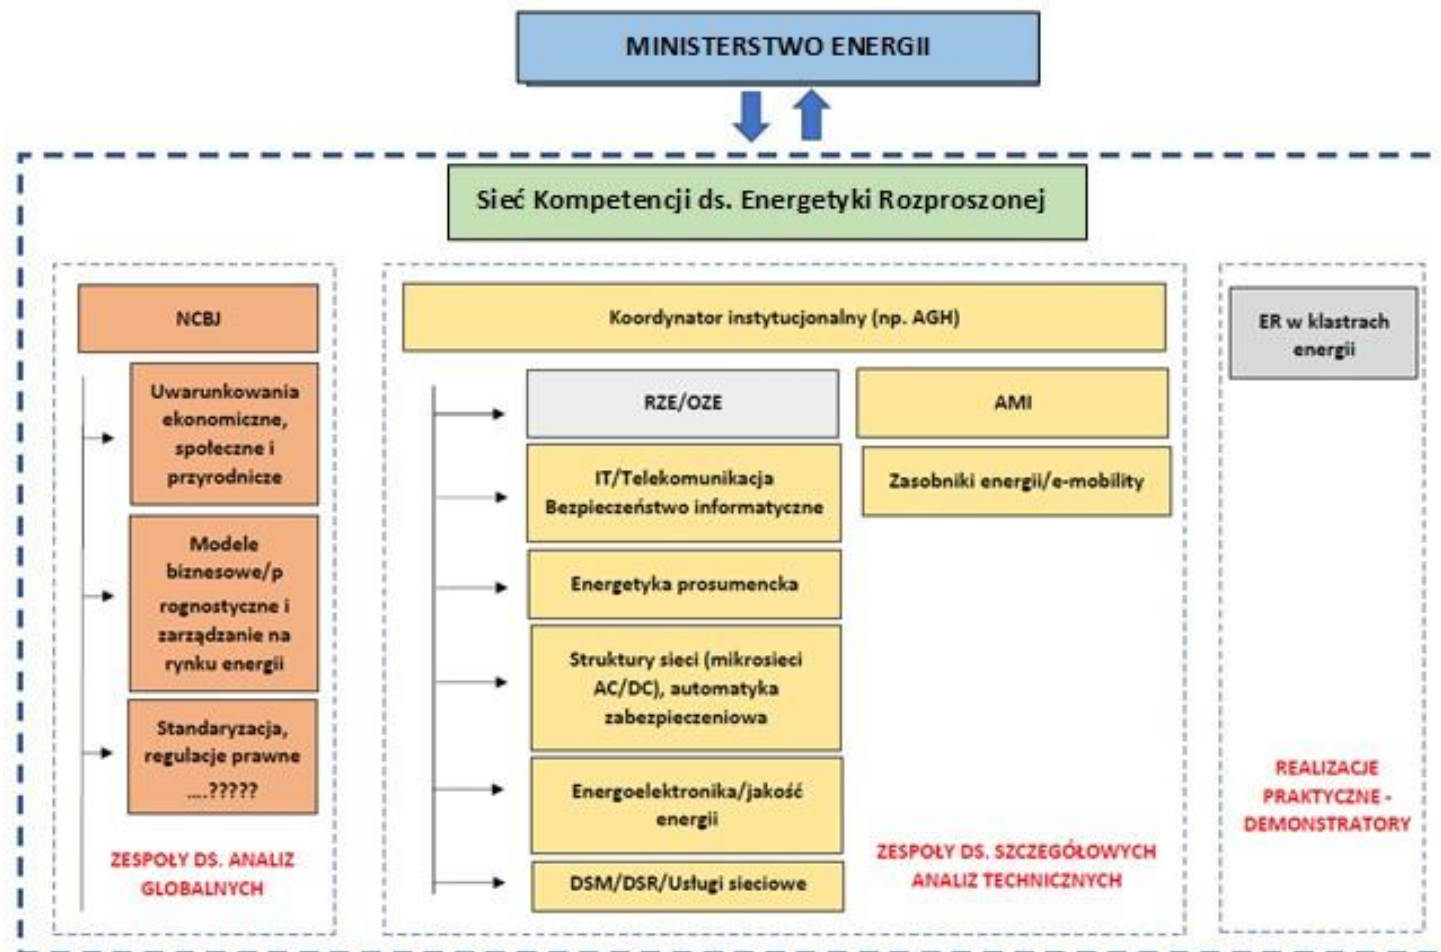 MINISTERSTWO ENERGII
Sieć Kompetencji ds. Energetyki Rozproszonej
NCBJ
Uwarunkowania
ekonomiczne,
społeczne i
przyrodnicze
Modele
biznesowe/p
rognostyczne i
zarządzanie na
rynku energii
Standaryzacja,
regulacje prawne
....?????
ZESPOŁY DS. ANALIZ
GLOBALNYCH
Koordynator instytucjonalny (np. AGH)
RZE/OZE
AMI
IT/Telekomunikacja
Bezpieczeństwo informatyczne
Zasobniki energii/e-mobility
Energetyka prosumencka
Struktury sieci (mikrosieci
AC/DC), automatyka
zabezpieczeniowa
Energoelektronika/jakość
energii
DSM/DSR/Usługi sieciowe
ZESPOŁY DS. SZCZEGÓŁOWYCH
ANALIZ TECHNICZNYCH
ER w klastrach
energii
REALIZACJE
PRAKTYCZNE -
DEMONSTRATORY